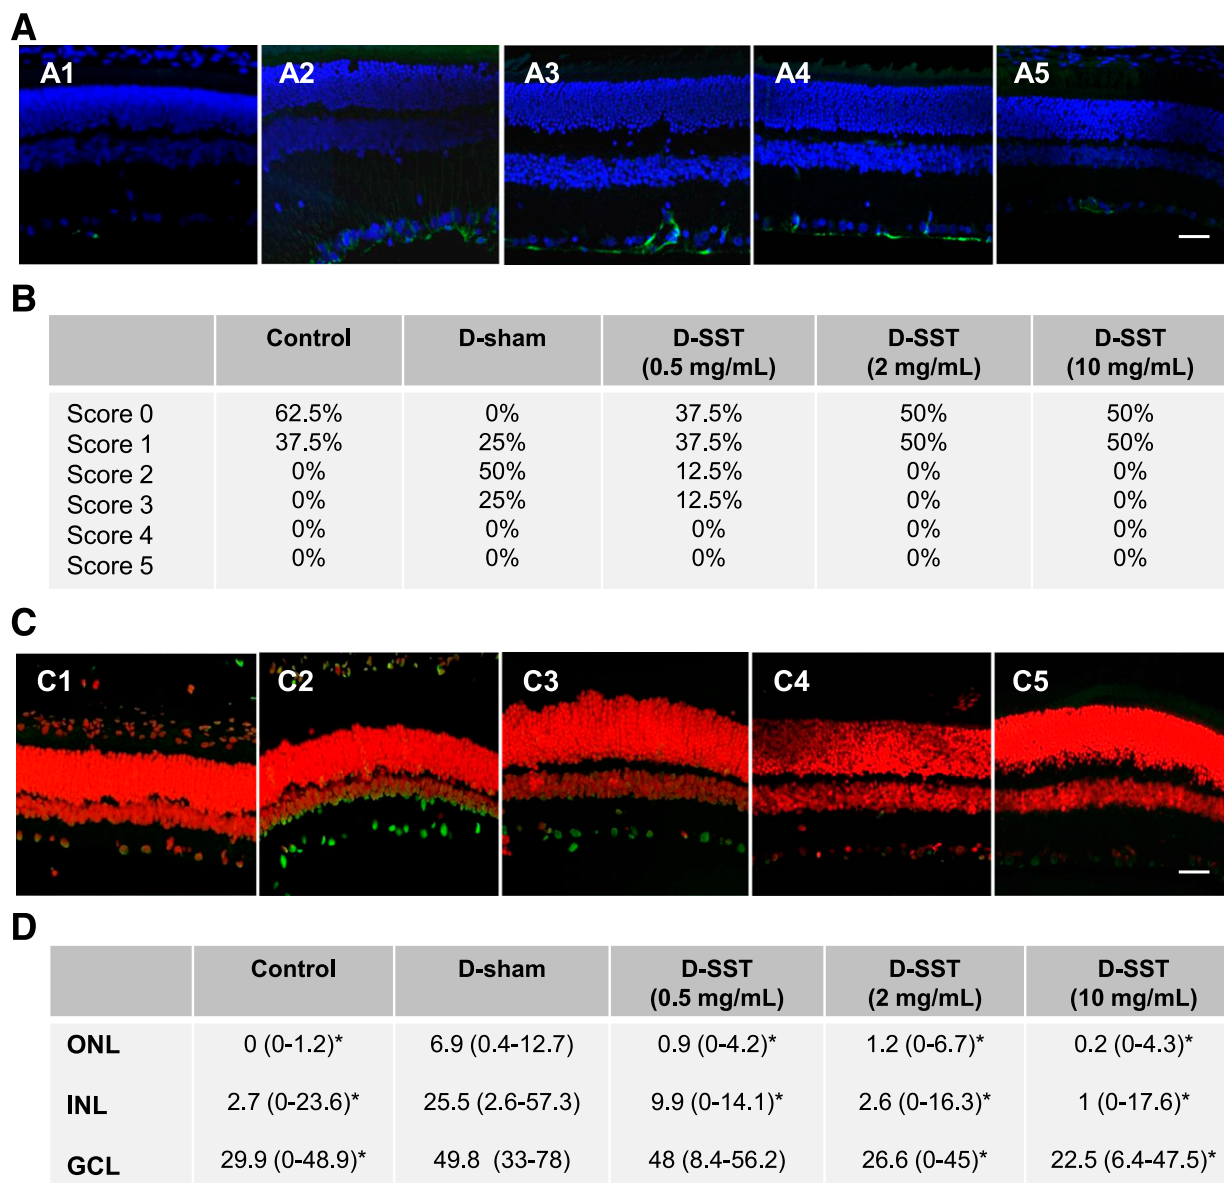 A
A1 A2 A3 A4 A5
B
Control D-sham D-SST D-SST D-SST
(0.5 mg/mL) (2 mg/mL) (10 mg/mL)
Score 0 62.5% 0% 37.5% 50% 50%
Score 1 37.5% 25% 37.5% 50% 50%
Score 2 0% 50% 12.5% 0% 0%
Score 3 0% 25% 12.5% 0% 0%
Score 4 0% 0% 0% 0% 0%
Score 5 0% 0% 0% 0% 0%
C
C1 C2 C3 C4 C5
D
Control D-sham D-SST D-SST D-SST
(0.5 mg/mL) (2 mg/mL) (10 mg/mL)
ONL 0 (0-1.2)* 6.9 (0.4-12.7) 0.9 (0-4.2)* 1.2 (0-6.7)* 0.2 (0-4.3)*
INL 2.7 (0-23.6)* 25.5 (2.6-57.3) 9.9 (0-14.1)* 2.6 (0-16.3)* 1 (0-17.6)*
GCL 29.9 (0-48.9)* 49.8 (33-78) 48 (8.4-56.2) 26.6 (0-45)* 22.5 (6.4-47.5)*